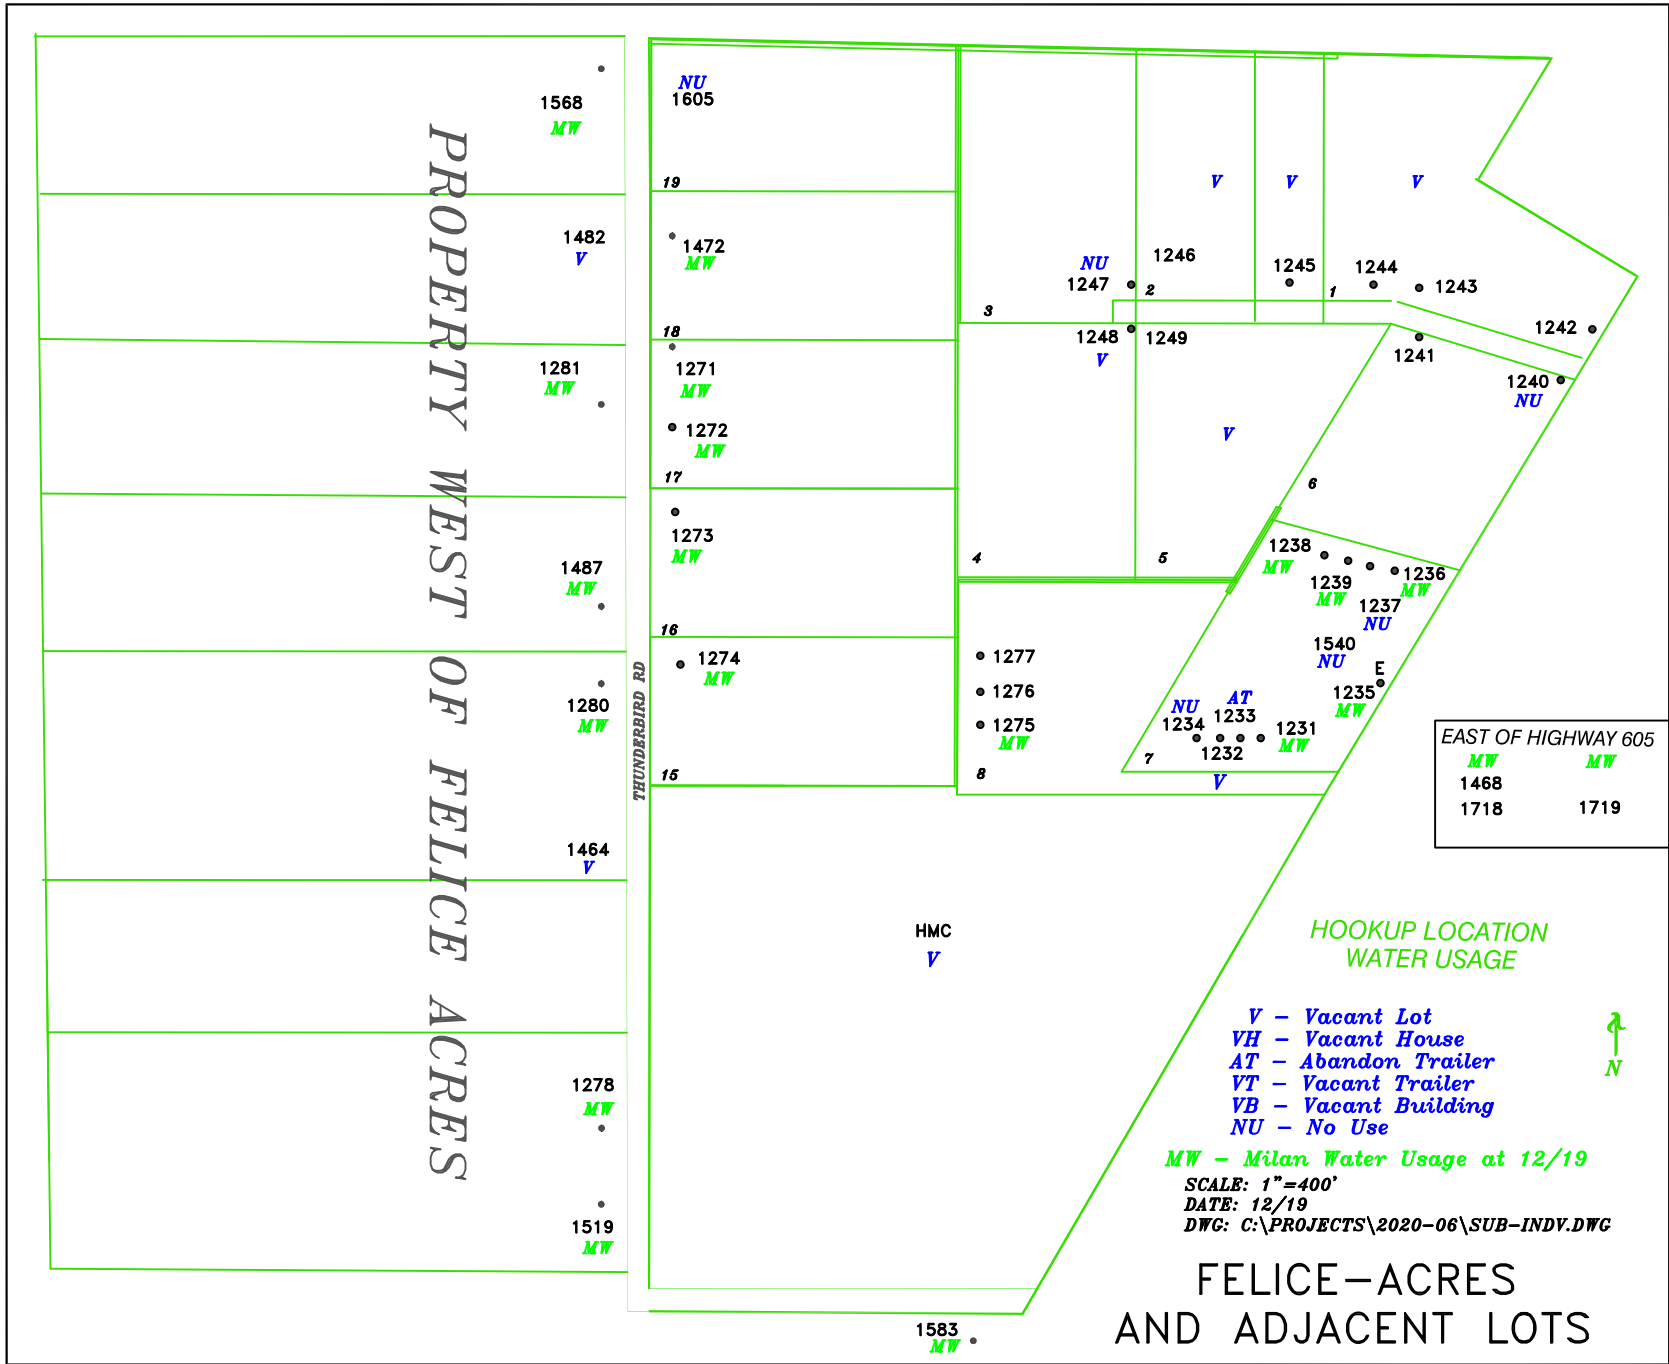 PROPERTY WEST OF FELICE ACRES
1568
MW
1482
V
1281
MW
1487
MW
1280
MW
1464
V
1278
MW
1519
MW
THUNDERBIRD RD
NU
1605
19
1472
MW
18
1271
MW
1272
MW
17
1273
MW
16
1274
MW
15
V
V
V
NU
1247
1246
2
3
1245
1
1244
1243
1242
1248
1249
V
1241
1240
NU
V
4
5
6
1238
MW
1239
MW
1236
MW
1237
NU
1540
NU
E
1235
MW
NU
1234
AT
1233
1232
1231
MW
7
V
1277
1276
1275
MW
8
EAST OF HIGHWAY 605
MW MW
1468
1718 1719
HMC
V
HOOKUP LOCATION
WATER USAGE
V - Vacant Lot
VH - Vacant House
AT - Abandon Trailer
VT - Vacant Trailer
VB - Vacant Building
NU - No Use
N
MW - Milan Water Usage at 12/19
SCALE: 1"=400'
DATE: 12/19
DWG: C:\PROJECTS\2020-06\SUB-INDV.DWG
FELICE-ACRES
AND ADJACENT LOTS
1583
MW